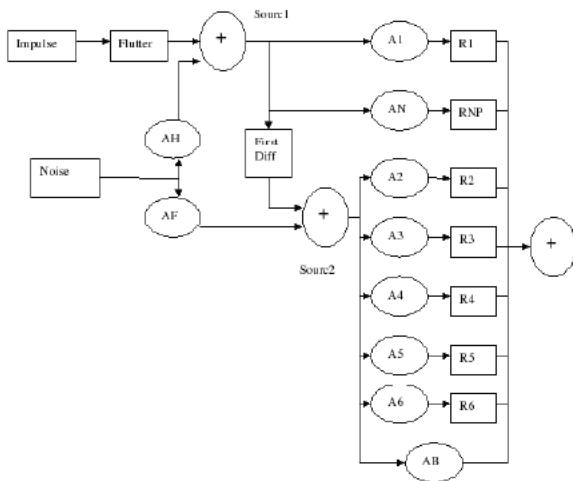 Sourc1
Impulse
Flutter
+
A1
R1
AN
RNP
AH
First
Diff
Noise
A2
R2
AF
+
A3
R3
+
Sourc2
A4
R4
A5
R5
A6
R6
AB